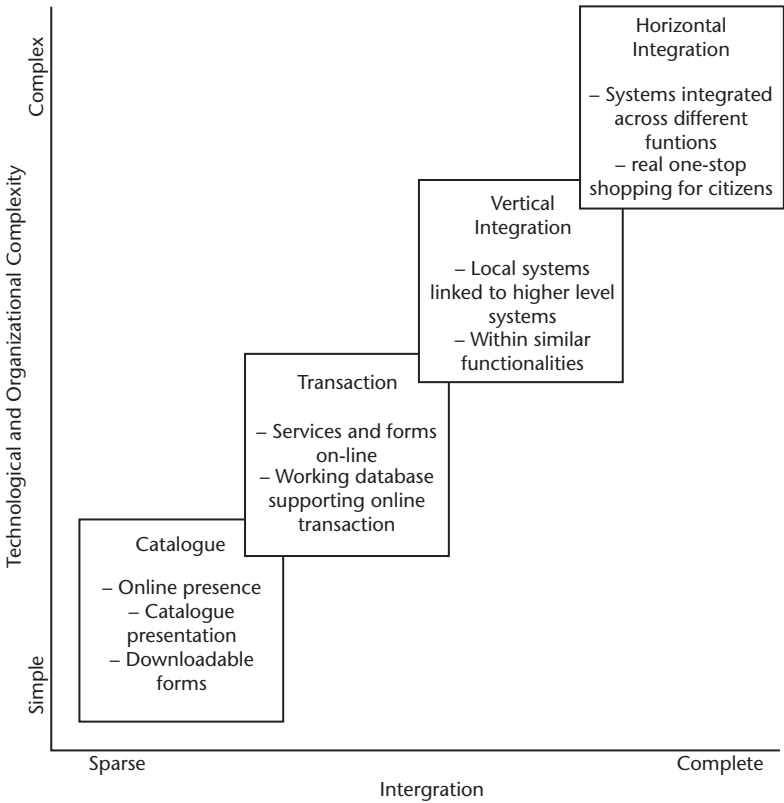 Technological and Organizational Complexity
Complex
Simple
Horizontal
Integration
– Systems integrated
across different
funtions
– real one-stop
shopping for citizens
Vertical
Integration
– Local systems
linked to higher level
systems
– Within similar
functionalities
Transaction
– Services and forms
on-line
– Working database
supporting online
transaction
Catalogue
– Online presence
– Catalogue
presentation
– Downloadable
forms
Sparse
Complete
Intergration